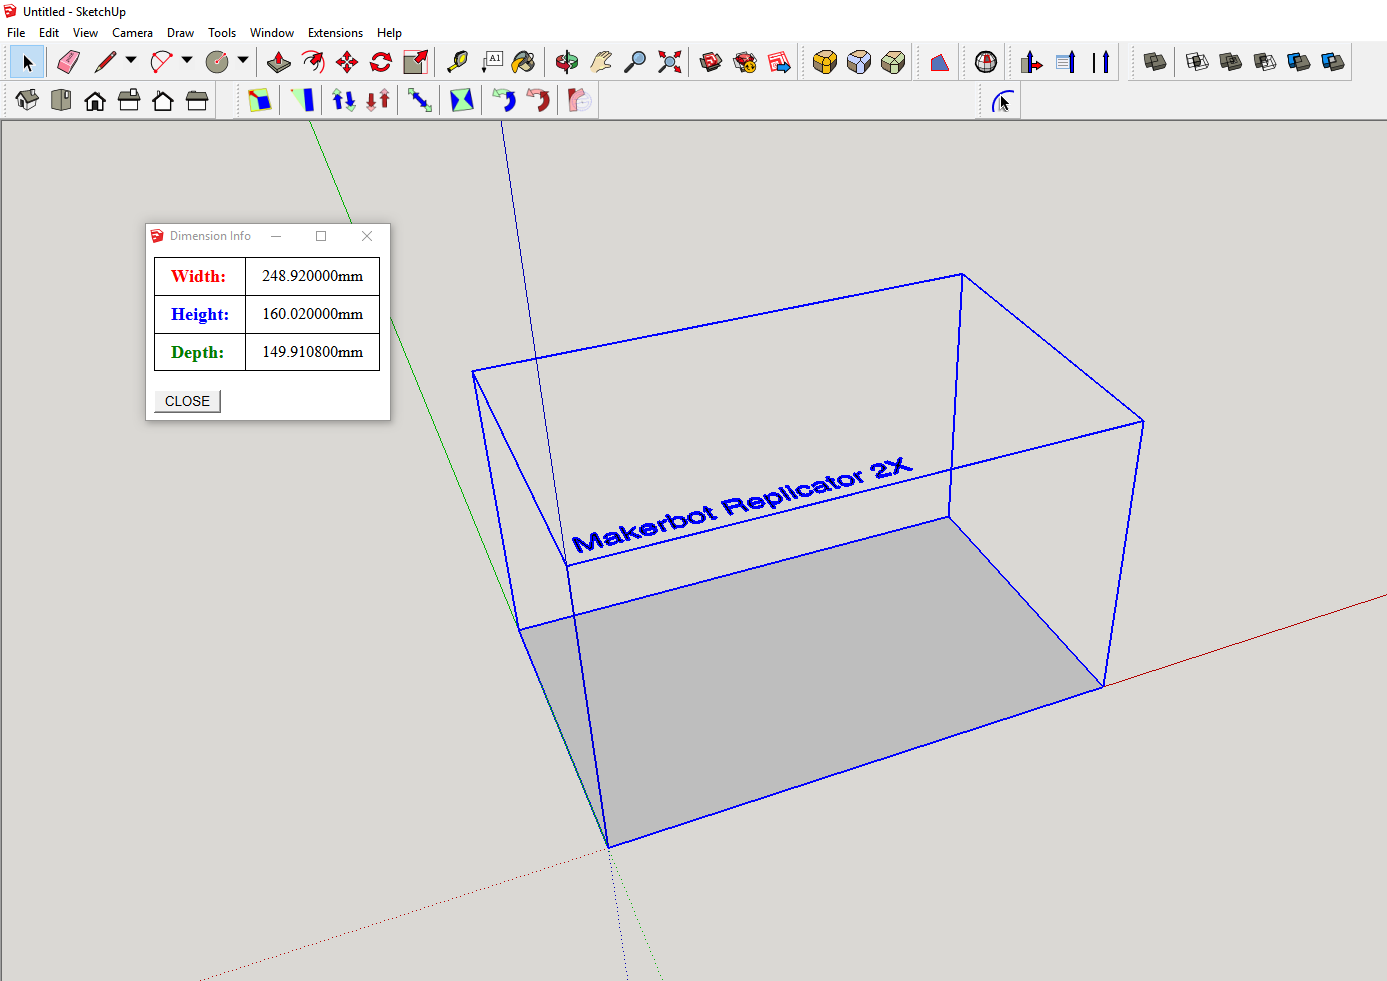 Untitled - SketchUp
File Edit View Camera Draw Tools Window Extensions Help
A1
Dimension Info
Width: 248.920000mm
Height: 160.020000mm
Depth: 149.910800mm
CLOSE
Makerbot Replicator 2X